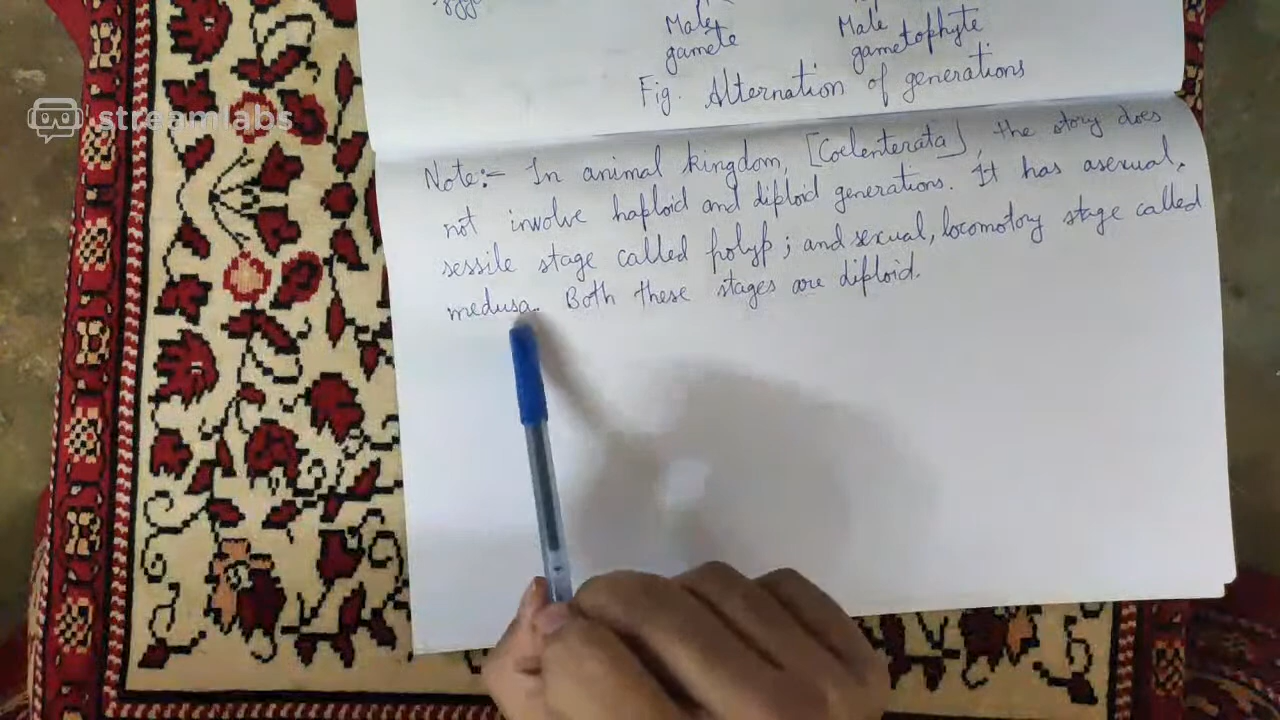 Male
gamete
Male
gametophyte
Fig. Alternation of generations
streamlabs
Note:- In animal kingdom, [Coelenterata], the story does
not involve haploid and diploid generations. It has asexual,
sessile stage called polyp; and sexual, locomotory stage called
medusa. Both these stages are diploid.